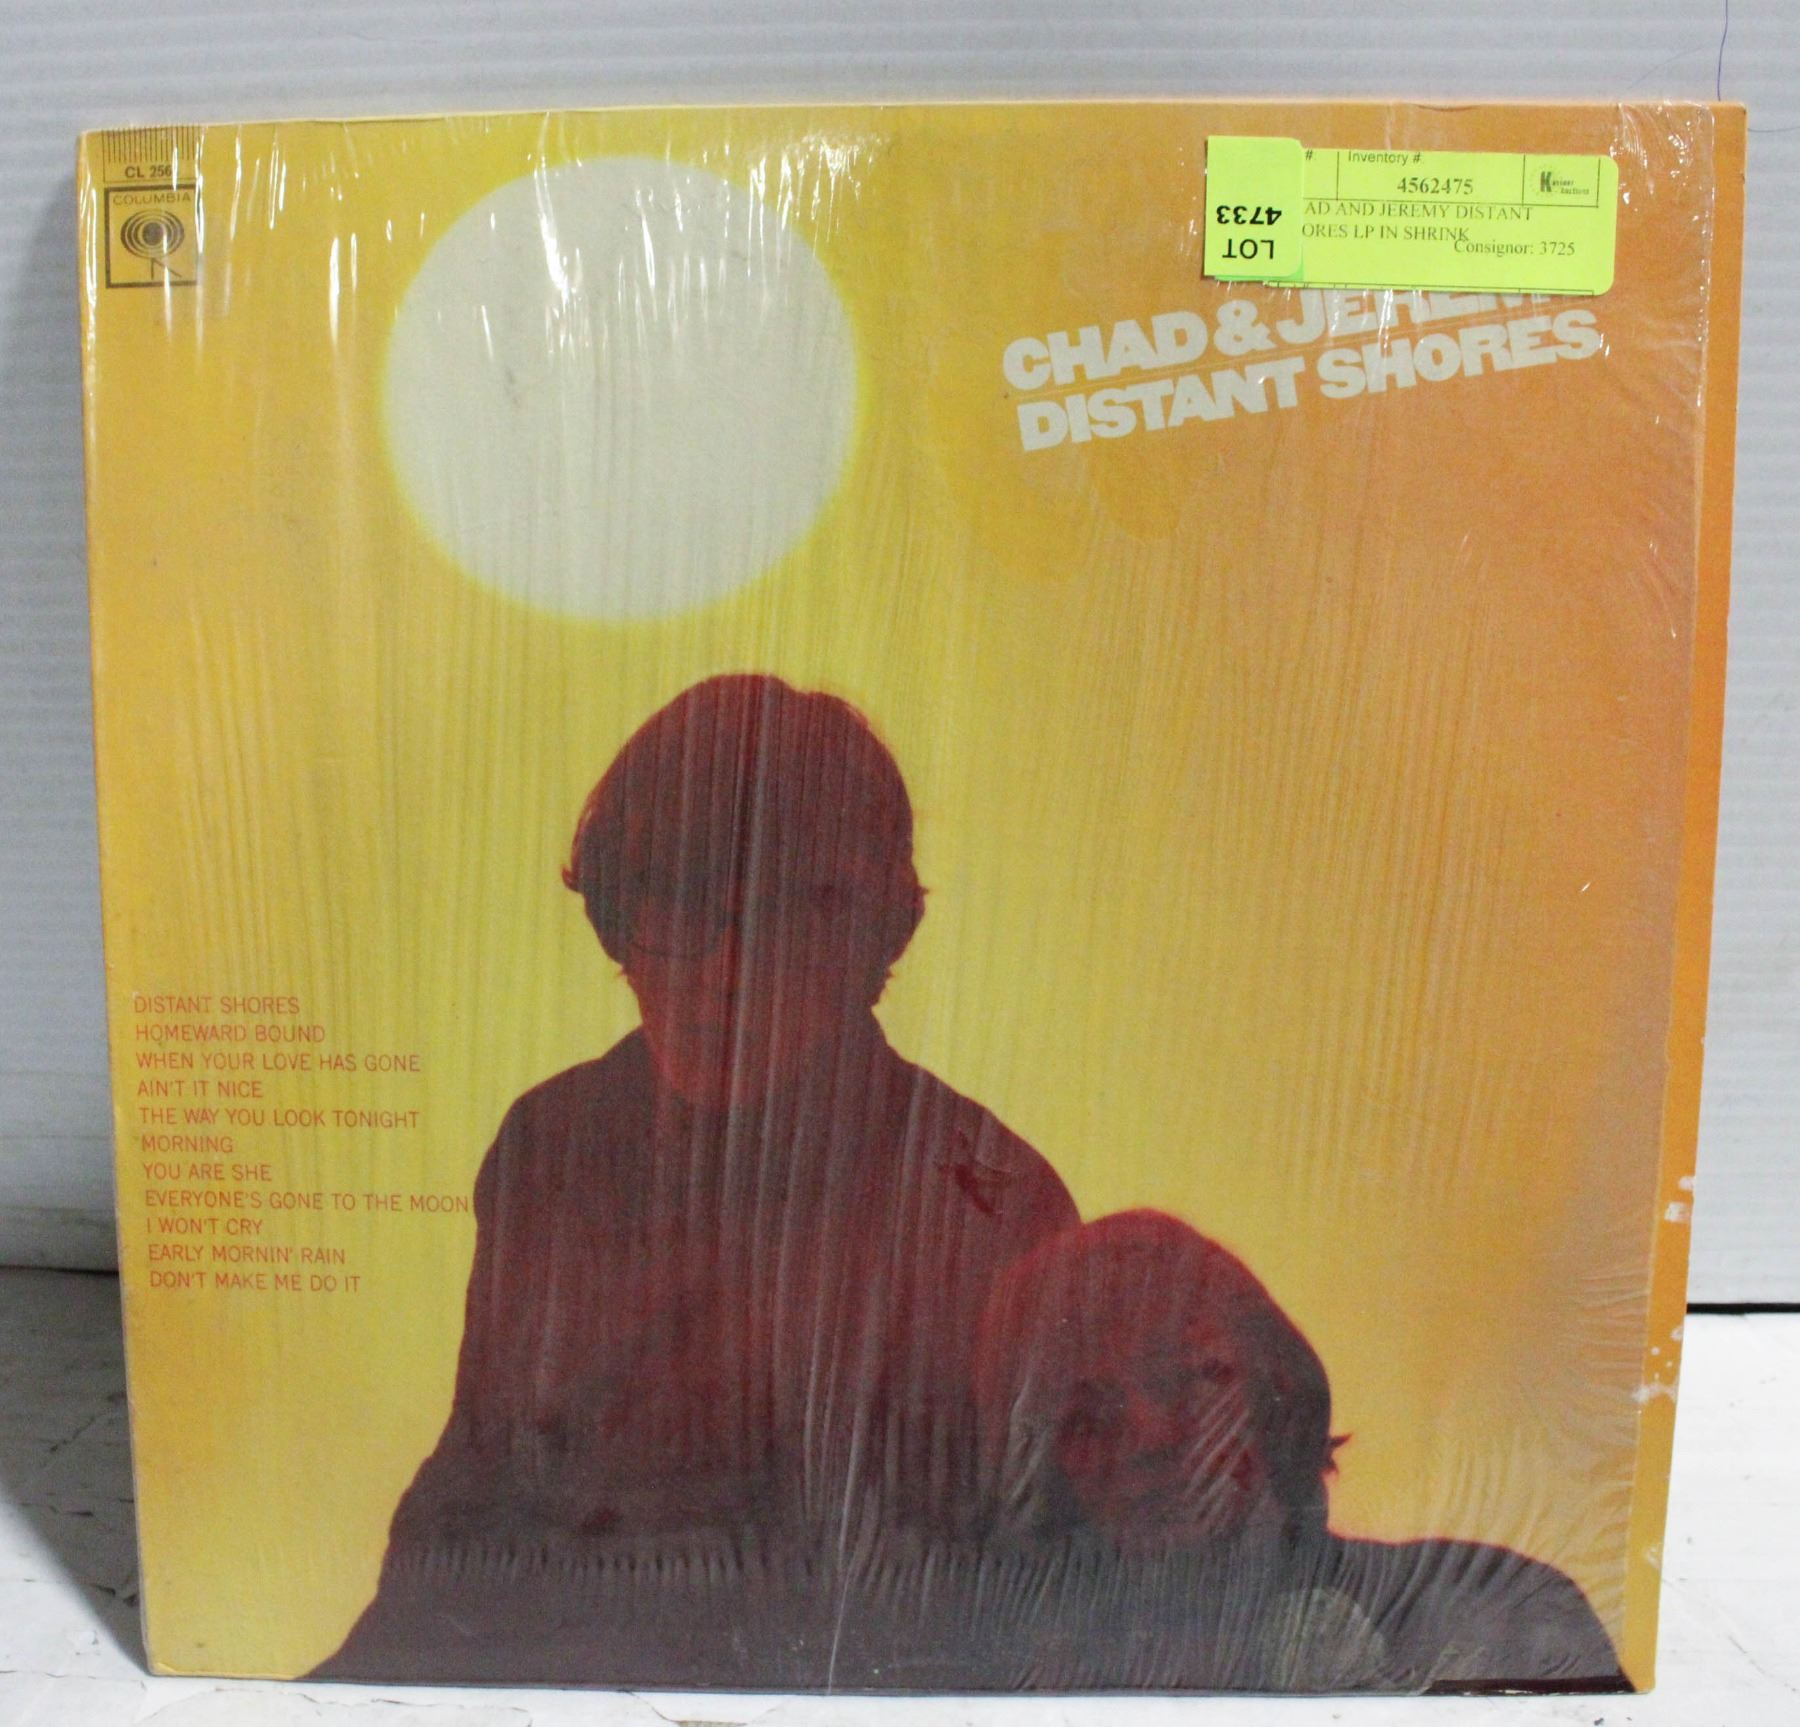 CL 256
COLUMBIA
#: Inventory #
4562475
AD AND JEREMY DISTANT
ORES LP IN SHRINK
Consignor: 3725
LOT
4733
CHAD & JEREMY
DISTANT SHORES
DISTANT SHORES
HOMEWARD BOUND
WHEN YOUR LOVE HAS GONE
AIN'T IT NICE
THE WAY YOU LOOK TONIGHT
MORNING
YOU ARE SHE
EVERYONE'S GONE TO THE MOON
I WON'T CRY
EARLY MORNIN' RAIN
DON'T MAKE ME DO IT